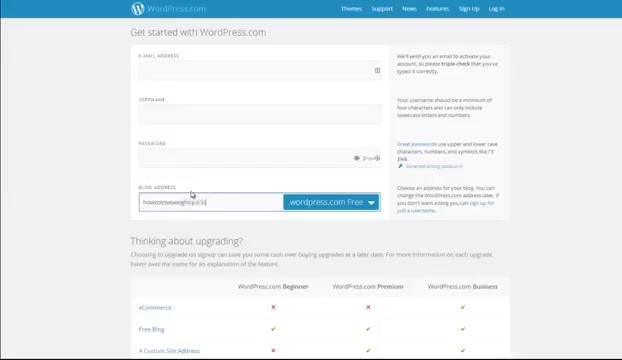 WordPress.com
Themes Support News Features Sign Up Log In
Get started with WordPress.com
E-MAIL ADDRESS
We'll send you an email to activate your
account, so please triple-check that you've
typed it correctly.
USERNAME
Your username should be a minimum of
four characters and can only include
lowercase letters and numbers.
PASSWORD
Great passwords use upper and lower case
characters, numbers, and symbols like
Generate strong password
BLOG ADDRESS
.wordpress.com Free
Choose an address for your blog. You can
change the WordPress.com address later. If
you don't want a blog you can sign up for
just a username.
Thinking about upgrading?
Choosing to upgrade on signup can save you some cash over buying upgrades at a later date. For more information on each upgrade,
hover over the name for an explanation of the feature.
WordPress.com Beginner WordPress.com Premium WordPress.com Business
eCommerce
Free Blog
A Custom Site Address